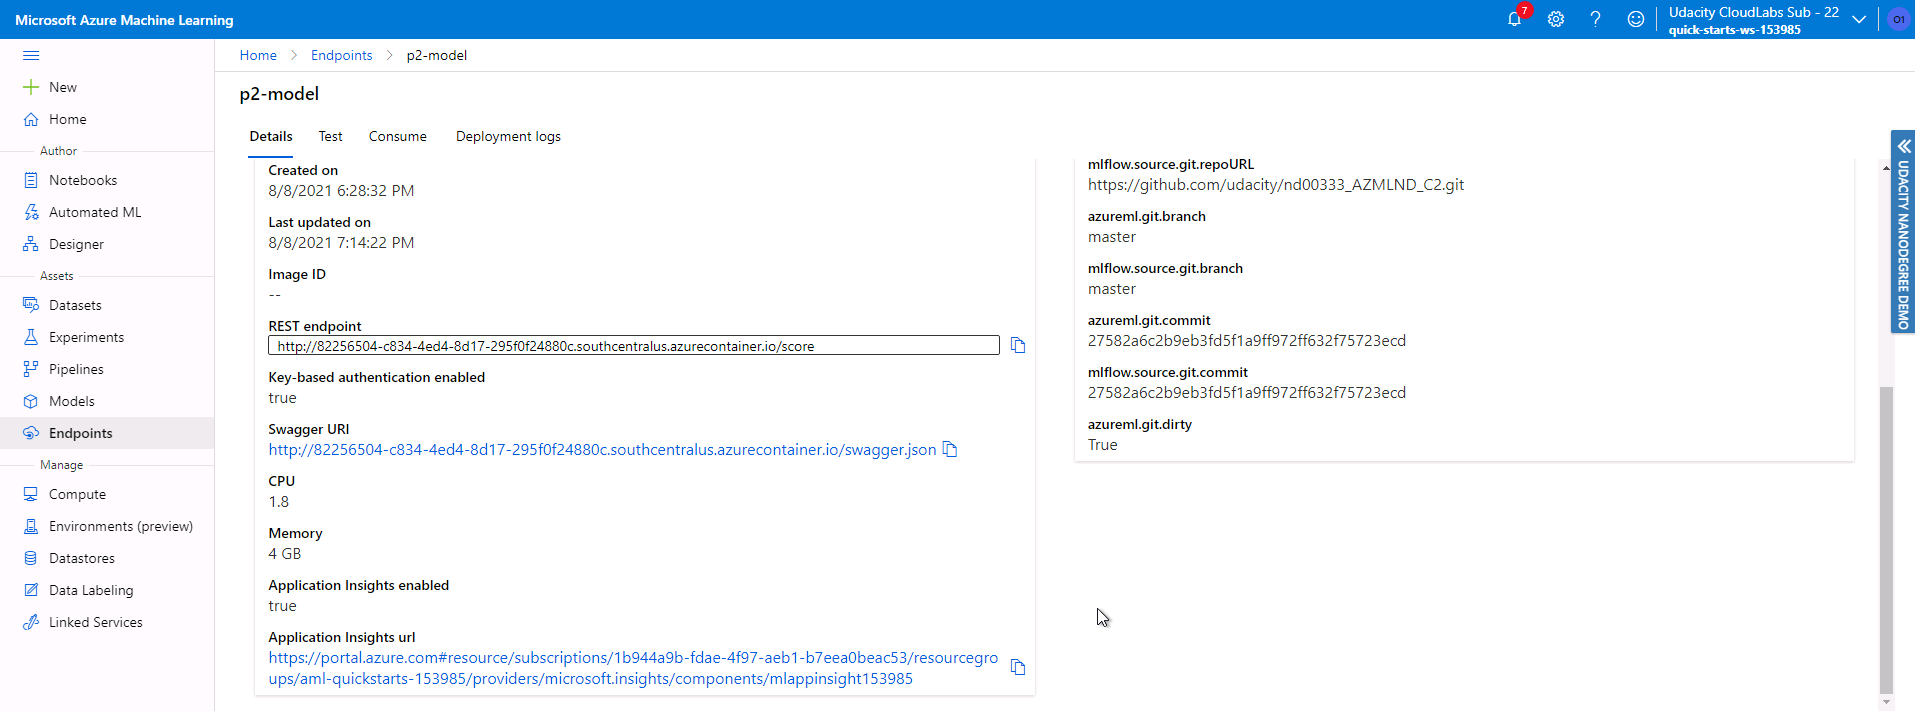 Microsoft Azure Machine Learning
7
Udacity CloudLabs Sub - 22
quick-starts-ws-153985
O1
New
Home
Author
Notebooks
Automated ML
Designer
Assets
Datasets
Experiments
Pipelines
Models
Endpoints
Manage
Compute
Environments (preview)
Datastores
Data Labeling
Linked Services
Home > Endpoints > p2-model
p2-model
Details Test Consume Deployment logs
Created on
8/8/2021 6:28:32 PM
Last updated on
8/8/2021 7:14:22 PM
Image ID
--
REST endpoint
http://82256504-c834-4ed4-8d17-295f0f24880c.southcentralus.azurecontainer.io/score
Key-based authentication enabled
true
Swagger URI
http://82256504-c834-4ed4-8d17-295f0f24880c.southcentralus.azurecontainer.io/swagger.json
CPU
1.8
Memory
4 GB
Application Insights enabled
true
Application Insights url
https://portal.azure.com#resource/subscriptions/1b944a9b-fdae-4f97-aeb1-b7eea0beac53/resourcegro
ups/aml-quickstarts-153985/providers/microsoft.insights/components/mlappinsight153985
mlflow.source.git.repoURL
https://github.com/udacity/nd00333_AZMLND_C2.git
azureml.git.branch
master
mlflow.source.git.branch
master
azureml.git.commit
27582a6c2b9eb3fd5f1a9ff972ff632f75723ecd
mlflow.source.git.commit
27582a6c2b9eb3fd5f1a9ff972ff632f75723ecd
azureml.git.dirty
True
UDACITY NANODEGREE DEMO